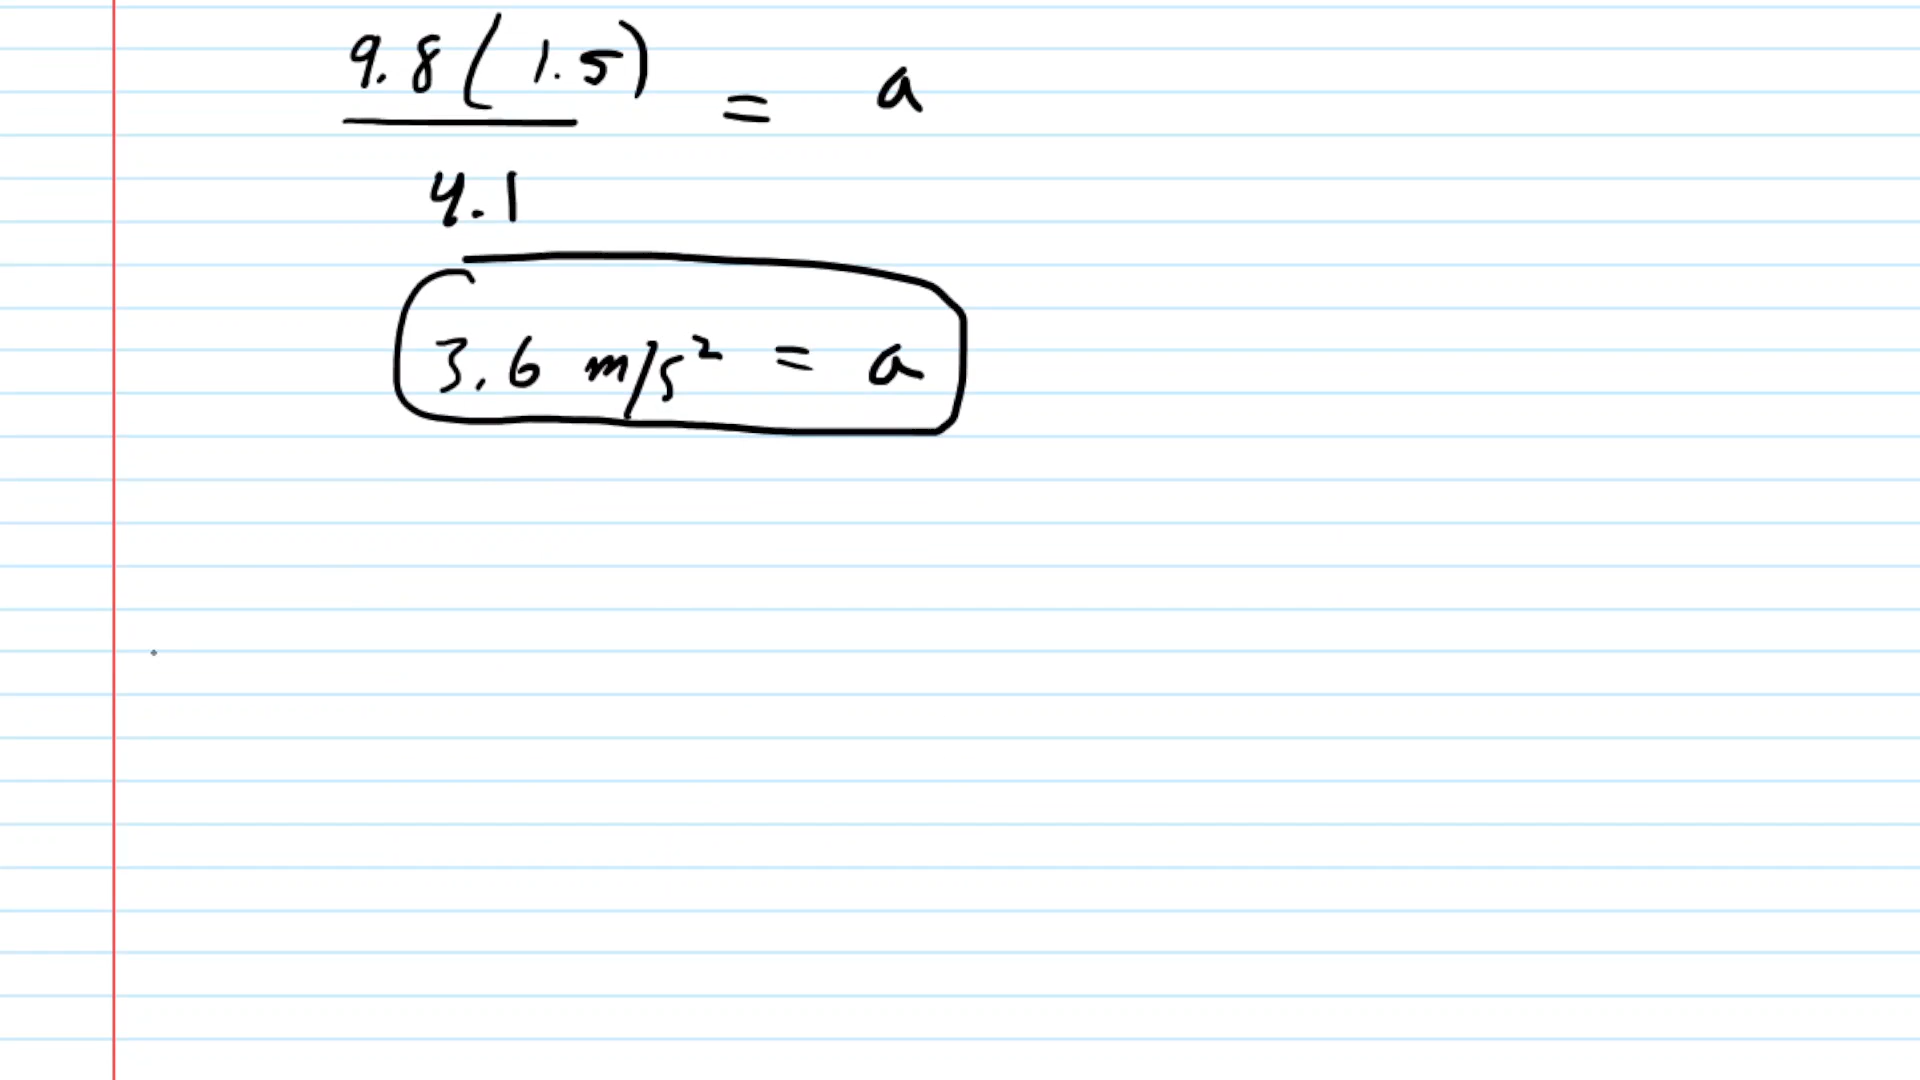 9.8(1.5) = a
4.1
3.6 m/s² = a